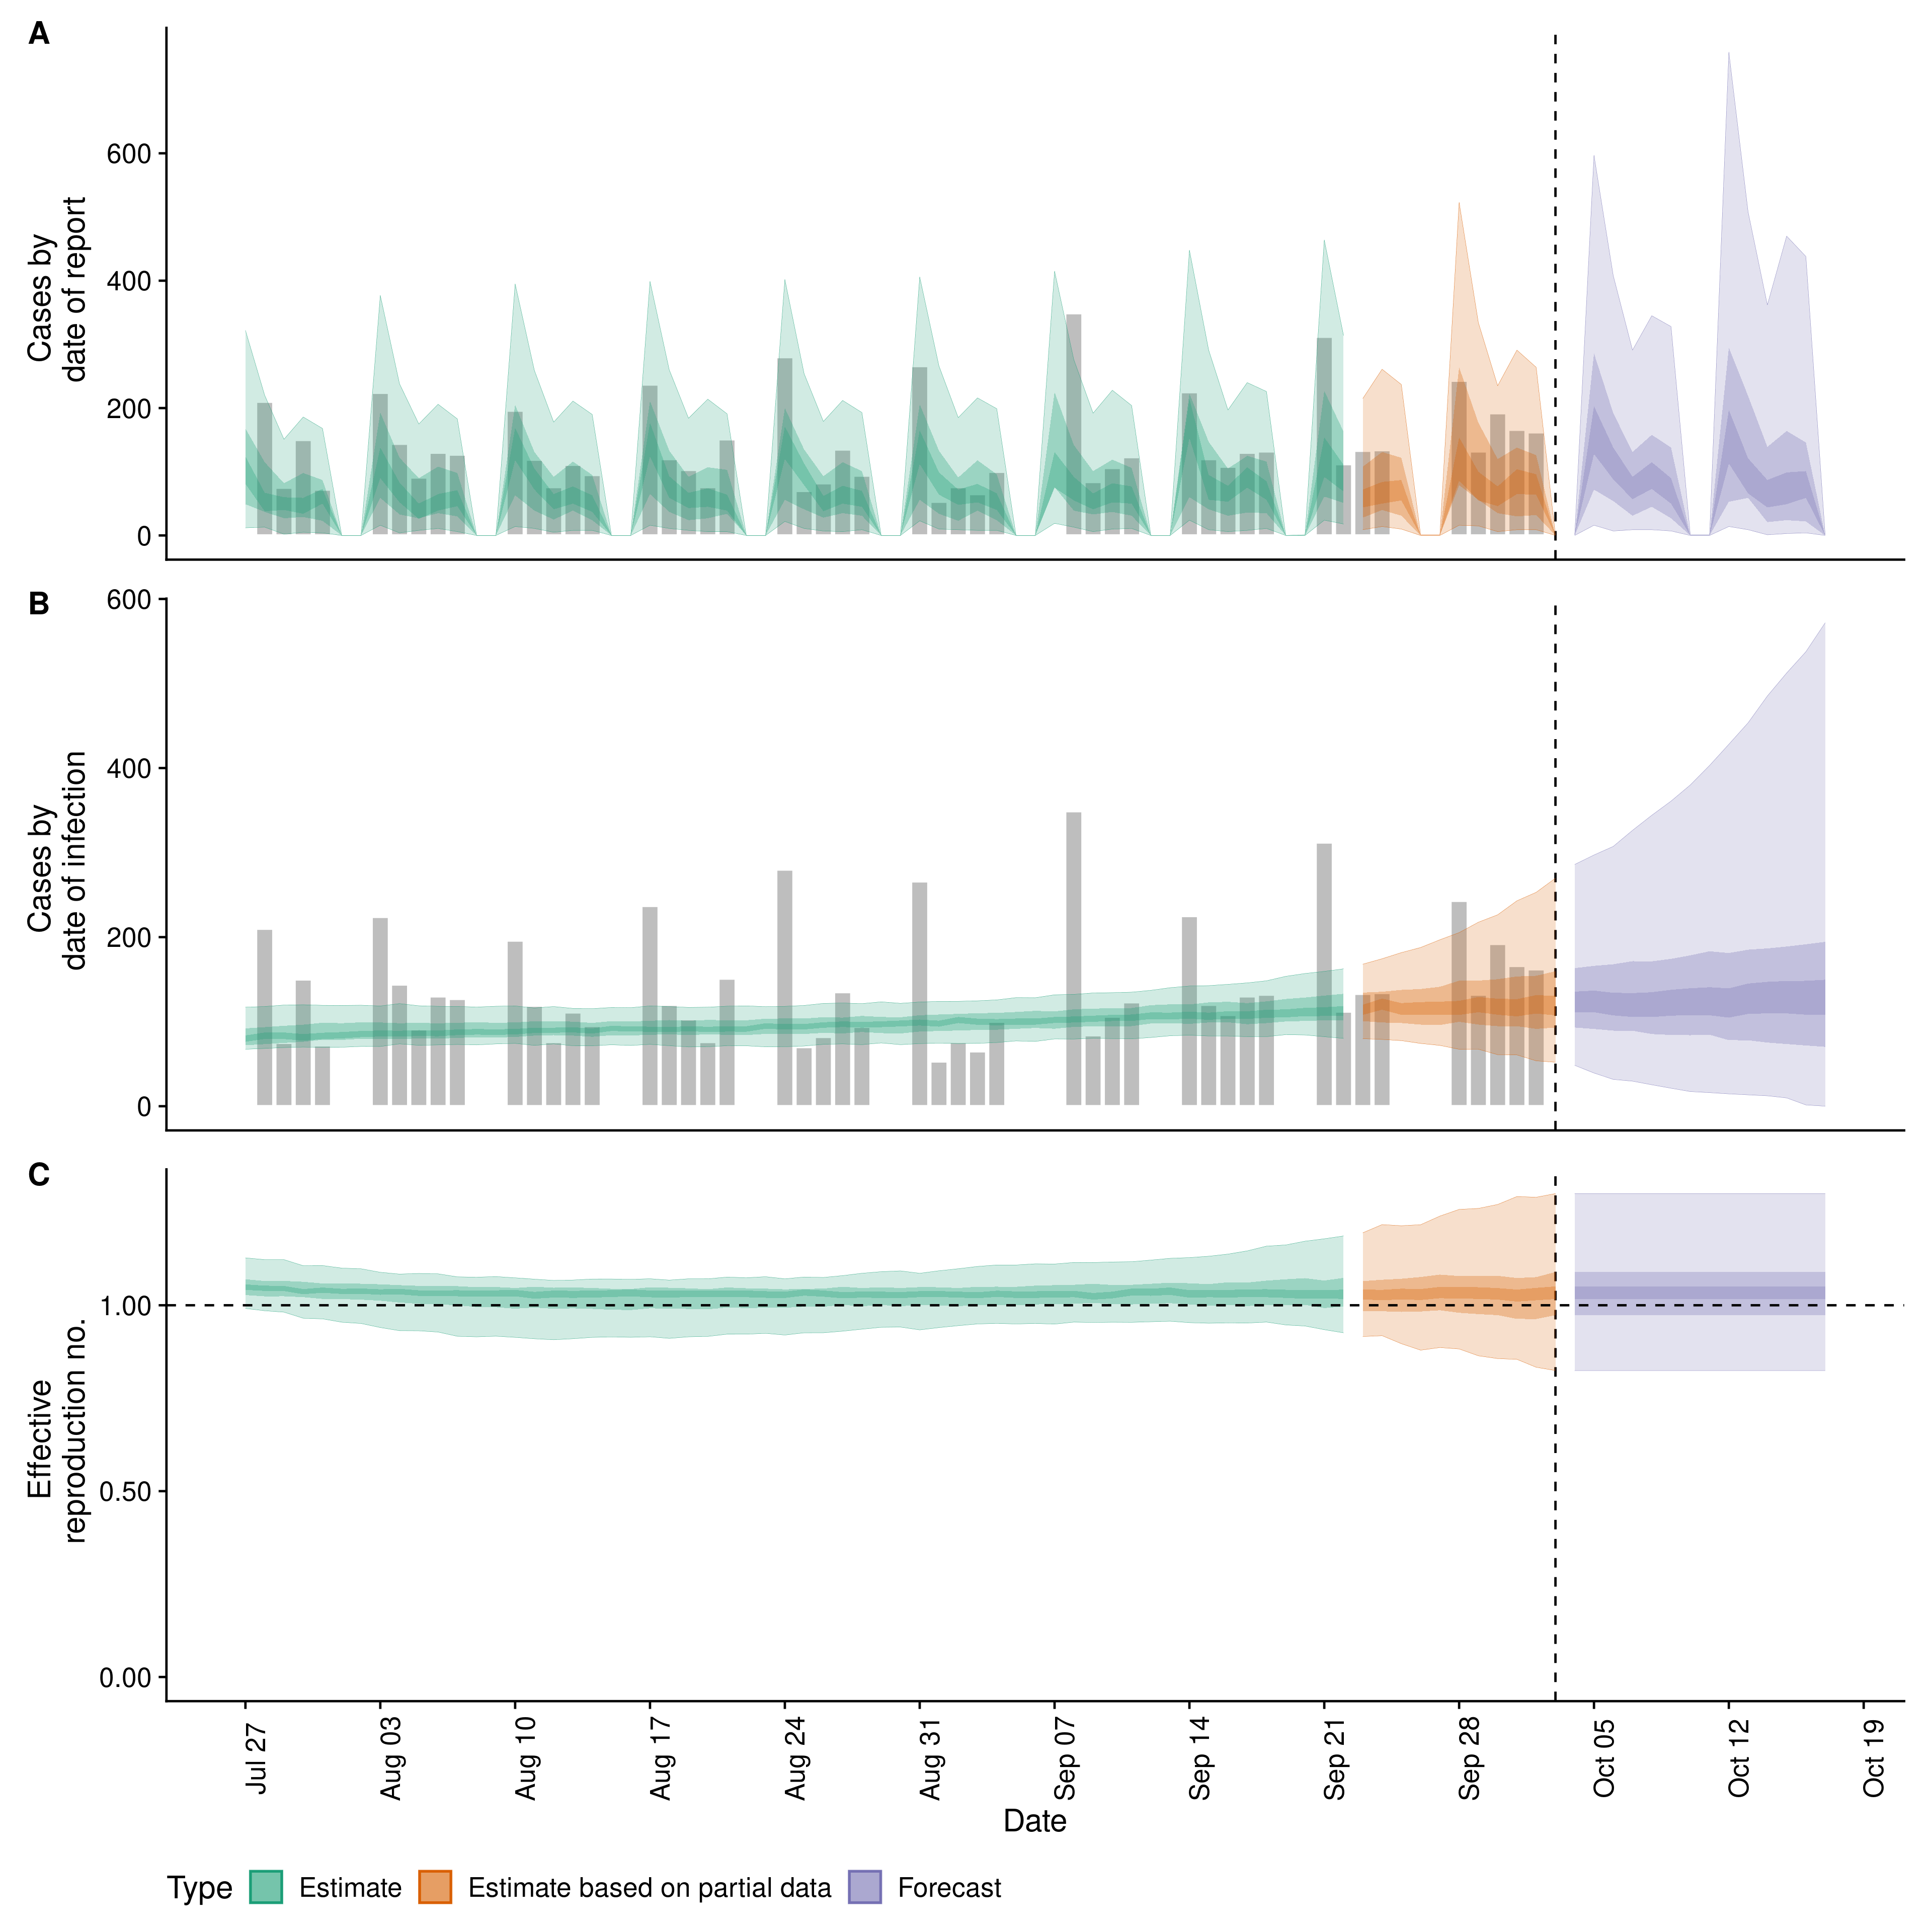 A
Cases by
date of report
600
400
200
0
B
Cases by
date of infection
600
400
200
0
C
Effective
reproduction no.
1.00
0.50
0.00
Jul 27
Aug 03
Aug 10
Aug 17
Aug 24
Aug 31
Sep 07
Sep 14
Sep 21
Sep 28
Oct 05
Oct 12
Oct 19
Date
Type Estimate Estimate based on partial data Forecast